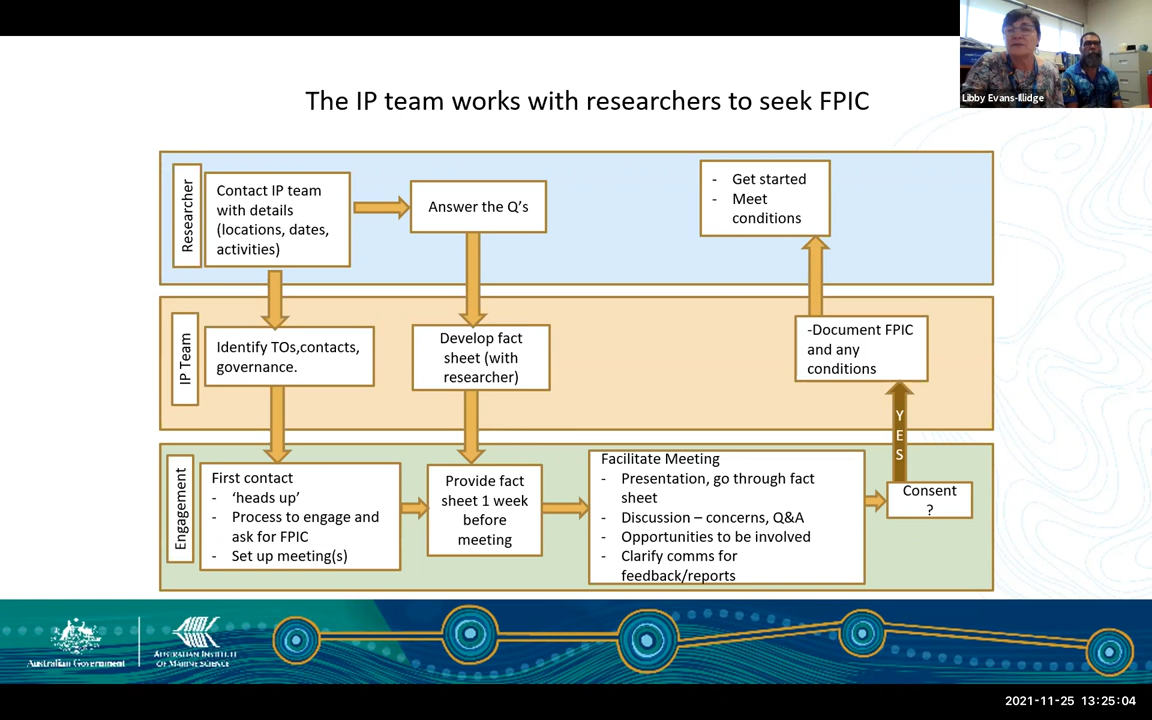 Libby Evans-Illidge
The IP team works with researchers to seek FPIC
Researcher
Contact IP team
with details
(locations, dates,
activities)
Answer the Q's
- Get started
- Meet
conditions
IP Team
Identify TOs,contacts,
governance.
Develop fact
sheet (with
researcher)
-Document FPIC
and any
conditions
YES
Engagement
First contact
- ‘heads up’
- Process to engage and
ask for FPIC
- Set up meeting(s)
Provide fact
sheet 1 week
before
meeting
Facilitate Meeting
- Presentation, go through fact
sheet
- Discussion – concerns, Q&A
- Opportunities to be involved
- Clarify comms for
feedback/reports
Consent
?
Australian Government
AUSTRALIAN INSTITUTE
OF MARINE SCIENCE
2021-11-25 13:25:04